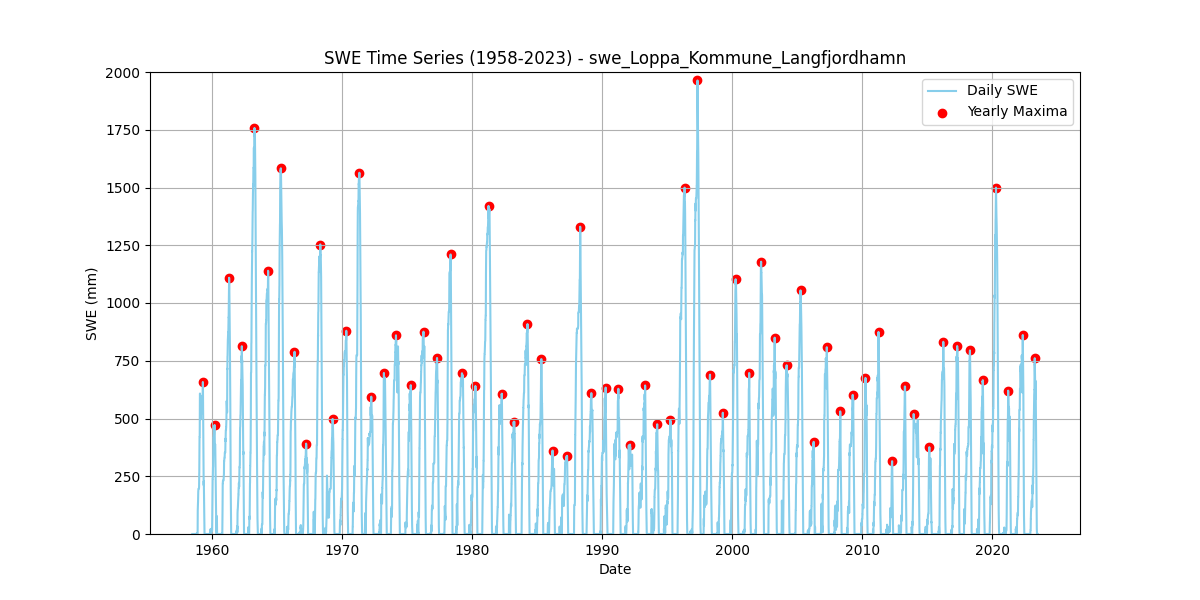 SWE Time Series (1958-2023) - swe_Loppa_Kommune_Langfjordhamn
Daily SWE
Yearly Maxima
2000
1750
1500
1250
1000
750
500
250
0
SWE (mm)
1960 1970 1980 1990 2000 2010 2020
Date